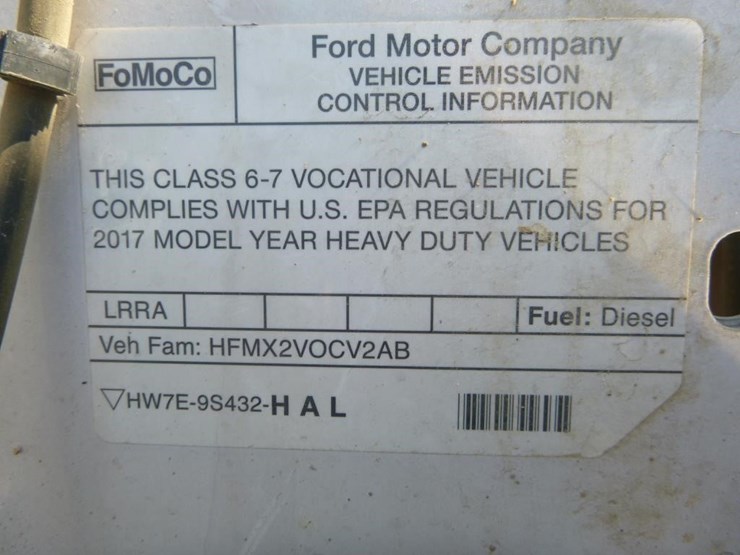 FoMoCo
Ford Motor Company
VEHICLE EMISSION
CONTROL INFORMATION
THIS CLASS 6-7 VOCATIONAL VEHICLE
COMPLIES WITH U.S. EPA REGULATIONS FOR
2017 MODEL YEAR HEAVY DUTY VEHICLES
LRRA Fuel: Diesel
Veh Fam: HFMX2VOCV2AB
▽HW7E-9S432-H A L